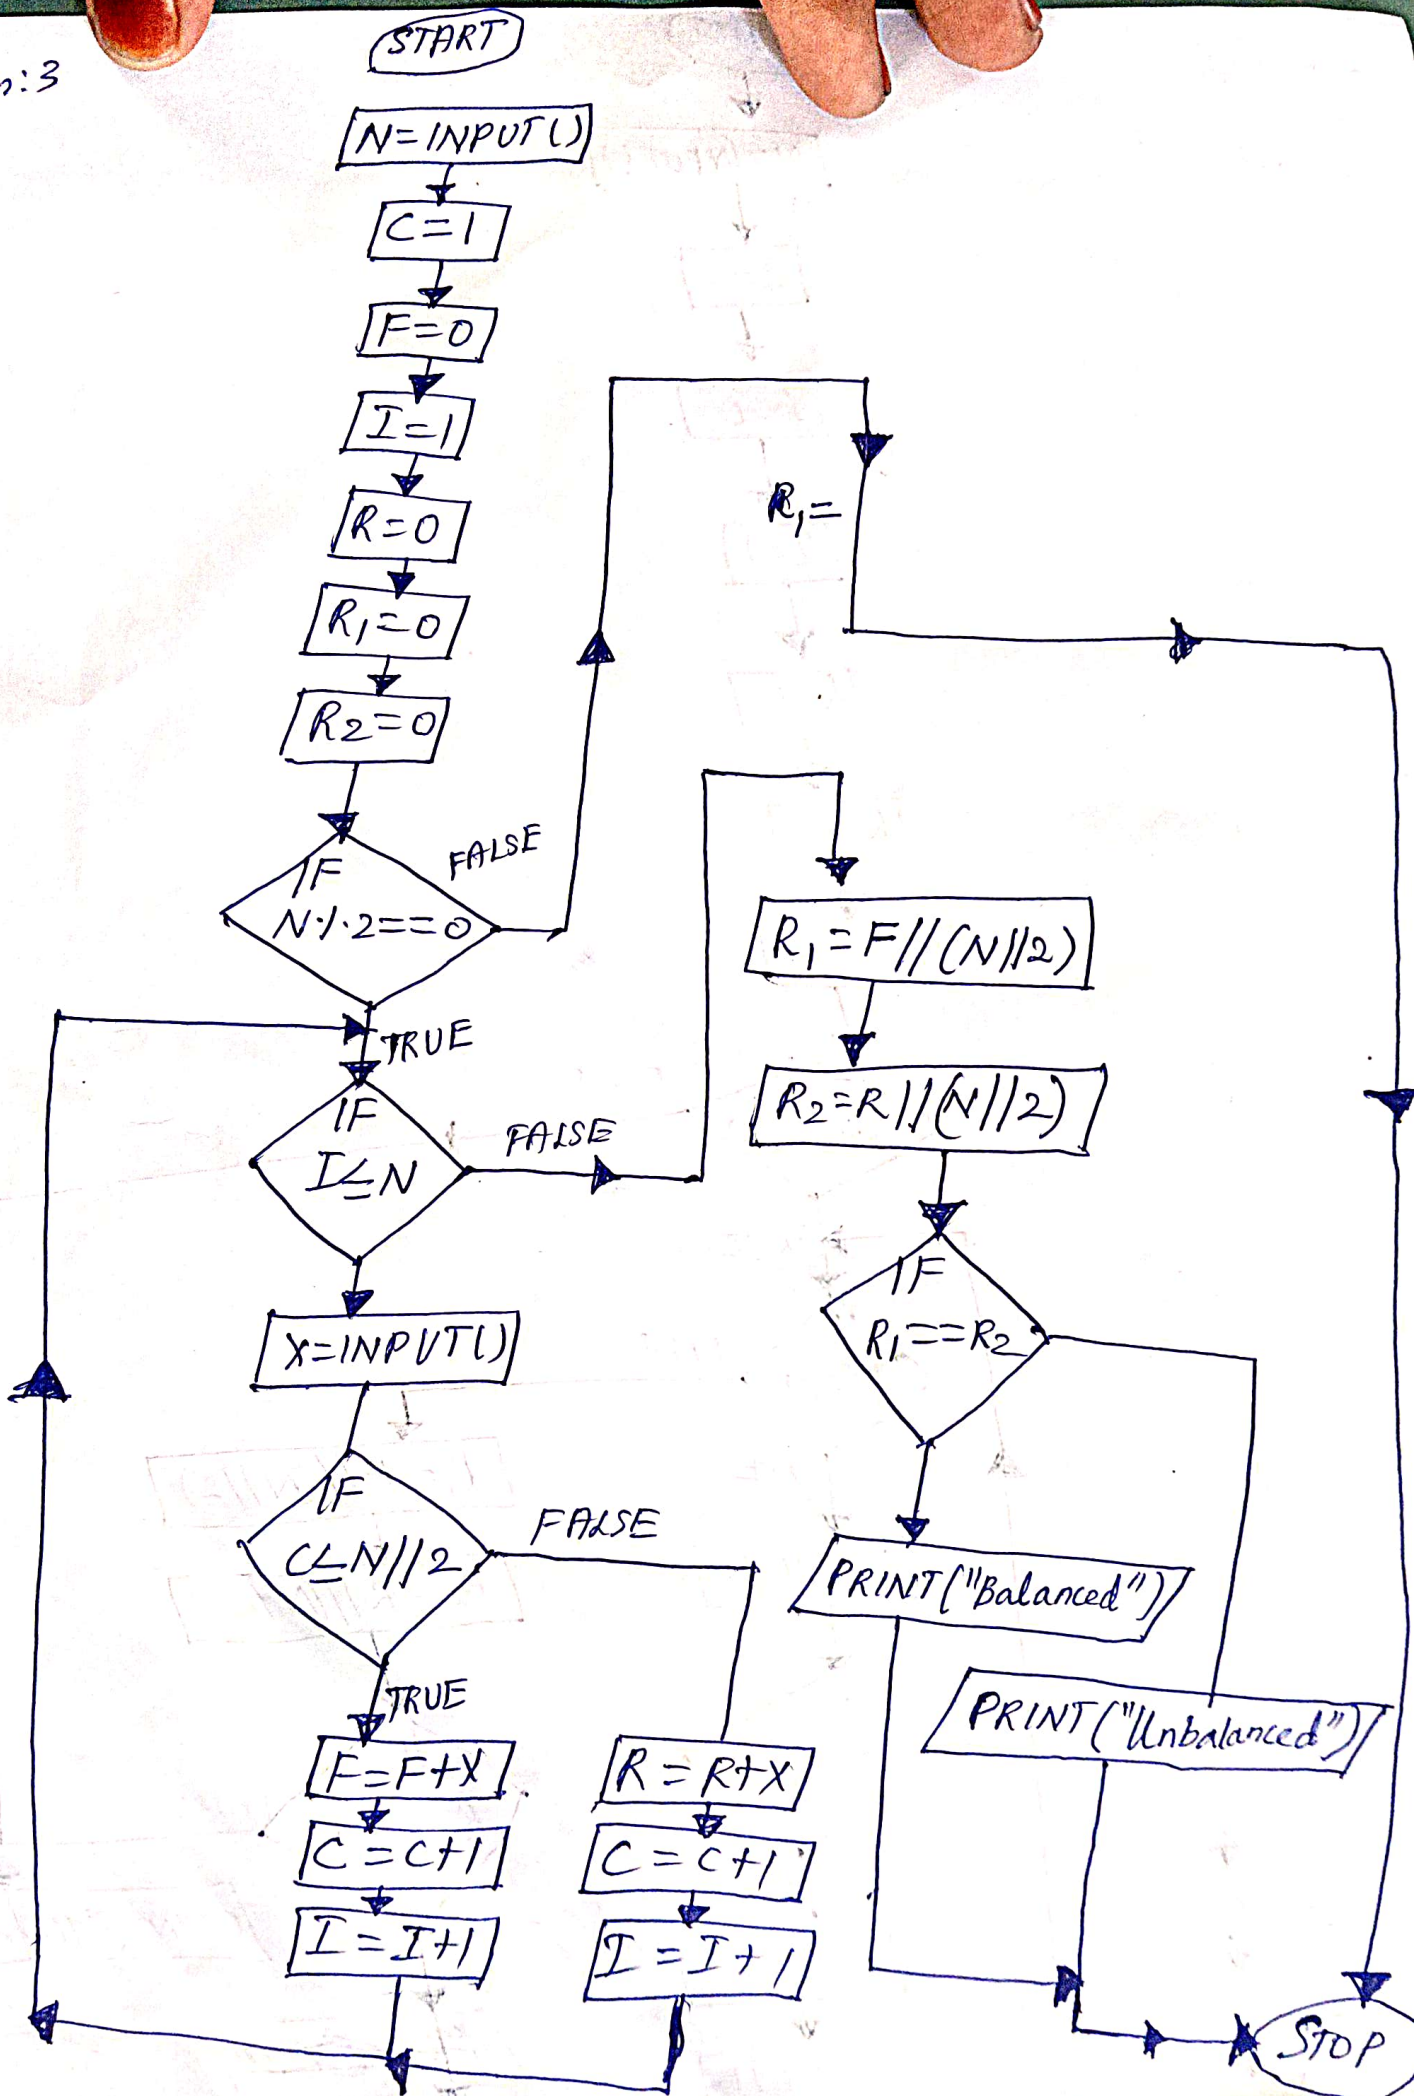 :3
START
N=INPUT()
C=1
F=0
I=1
R=0
R1=0
R2=0
IF
N%2==0
FALSE
TRUE
IF
I≤N
FALSE
X=INPUT()
IF
C≤N//2
FALSE
TRUE
F=F+X
C=C+1
I=I+1
R=R+X
C=C+1
I=I+1
R1=
R1=F//(N//2)
R2=R//(N//2)
IF
R1==R2
PRINT("Balanced")
PRINT("Unbalanced")
STOP